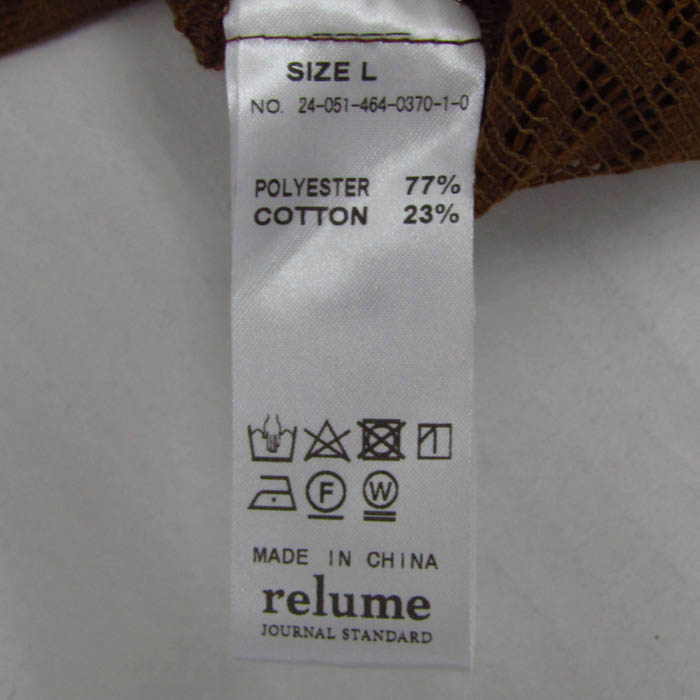 SIZE L
NO. 24-051-464-0370-1-0
POLYESTER 77%
COTTON 23%
F W
MADE IN CHINA
relume
JOURNAL STANDARD